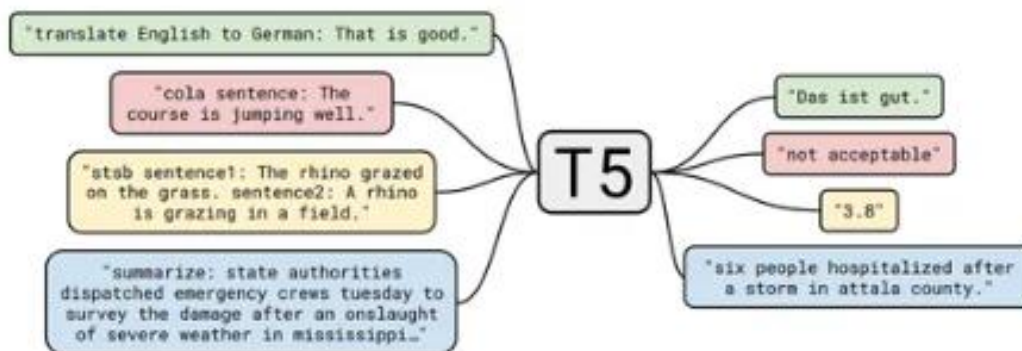 "translate English to German: That is good."
"cola sentence: The
course is jumping well."
"stsb sentence1: The rhino grazed
on the grass. sentence2: A rhino
is grazing in a field."
"summarize: state authorities
dispatched emergency crews tuesday to
survey the damage after an onslaught
of severe weather in mississippi…"
T5
"Das ist gut."
"not acceptable"
"3.8"
"six people hospitalized after
a storm in attala county."